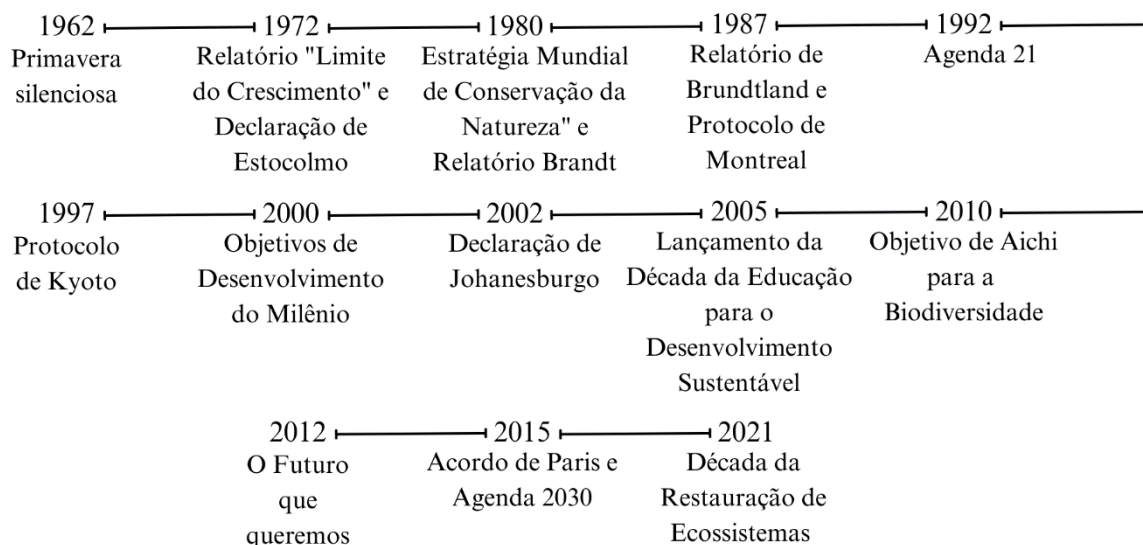 1962 1972 1980 1987 1992
Primavera
silenciosa
Relatório "Limite
do Crescimento" e
Declaração de
Estocolmo
Estratégia Mundial
de Conservação da
Natureza" e
Relatório Brandt
Relatório de
Brundtland e
Protocolo de
Montreal
Agenda 21
1997 2000 2002 2005 2010
Protocolo
de Kyoto
Objetivos de
Desenvolvimento
do Milênio
Declaração de
Johanesburgo
Lançamento da
Década da Educação
para o
Desenvolvimento
Sustentável
Objetivo de Aichi
para a
Biodiversidade
2012 2015 2021
O Futuro
que
queremos
Acordo de Paris e
Agenda 2030
Década da
Restauração de
Ecossistemas